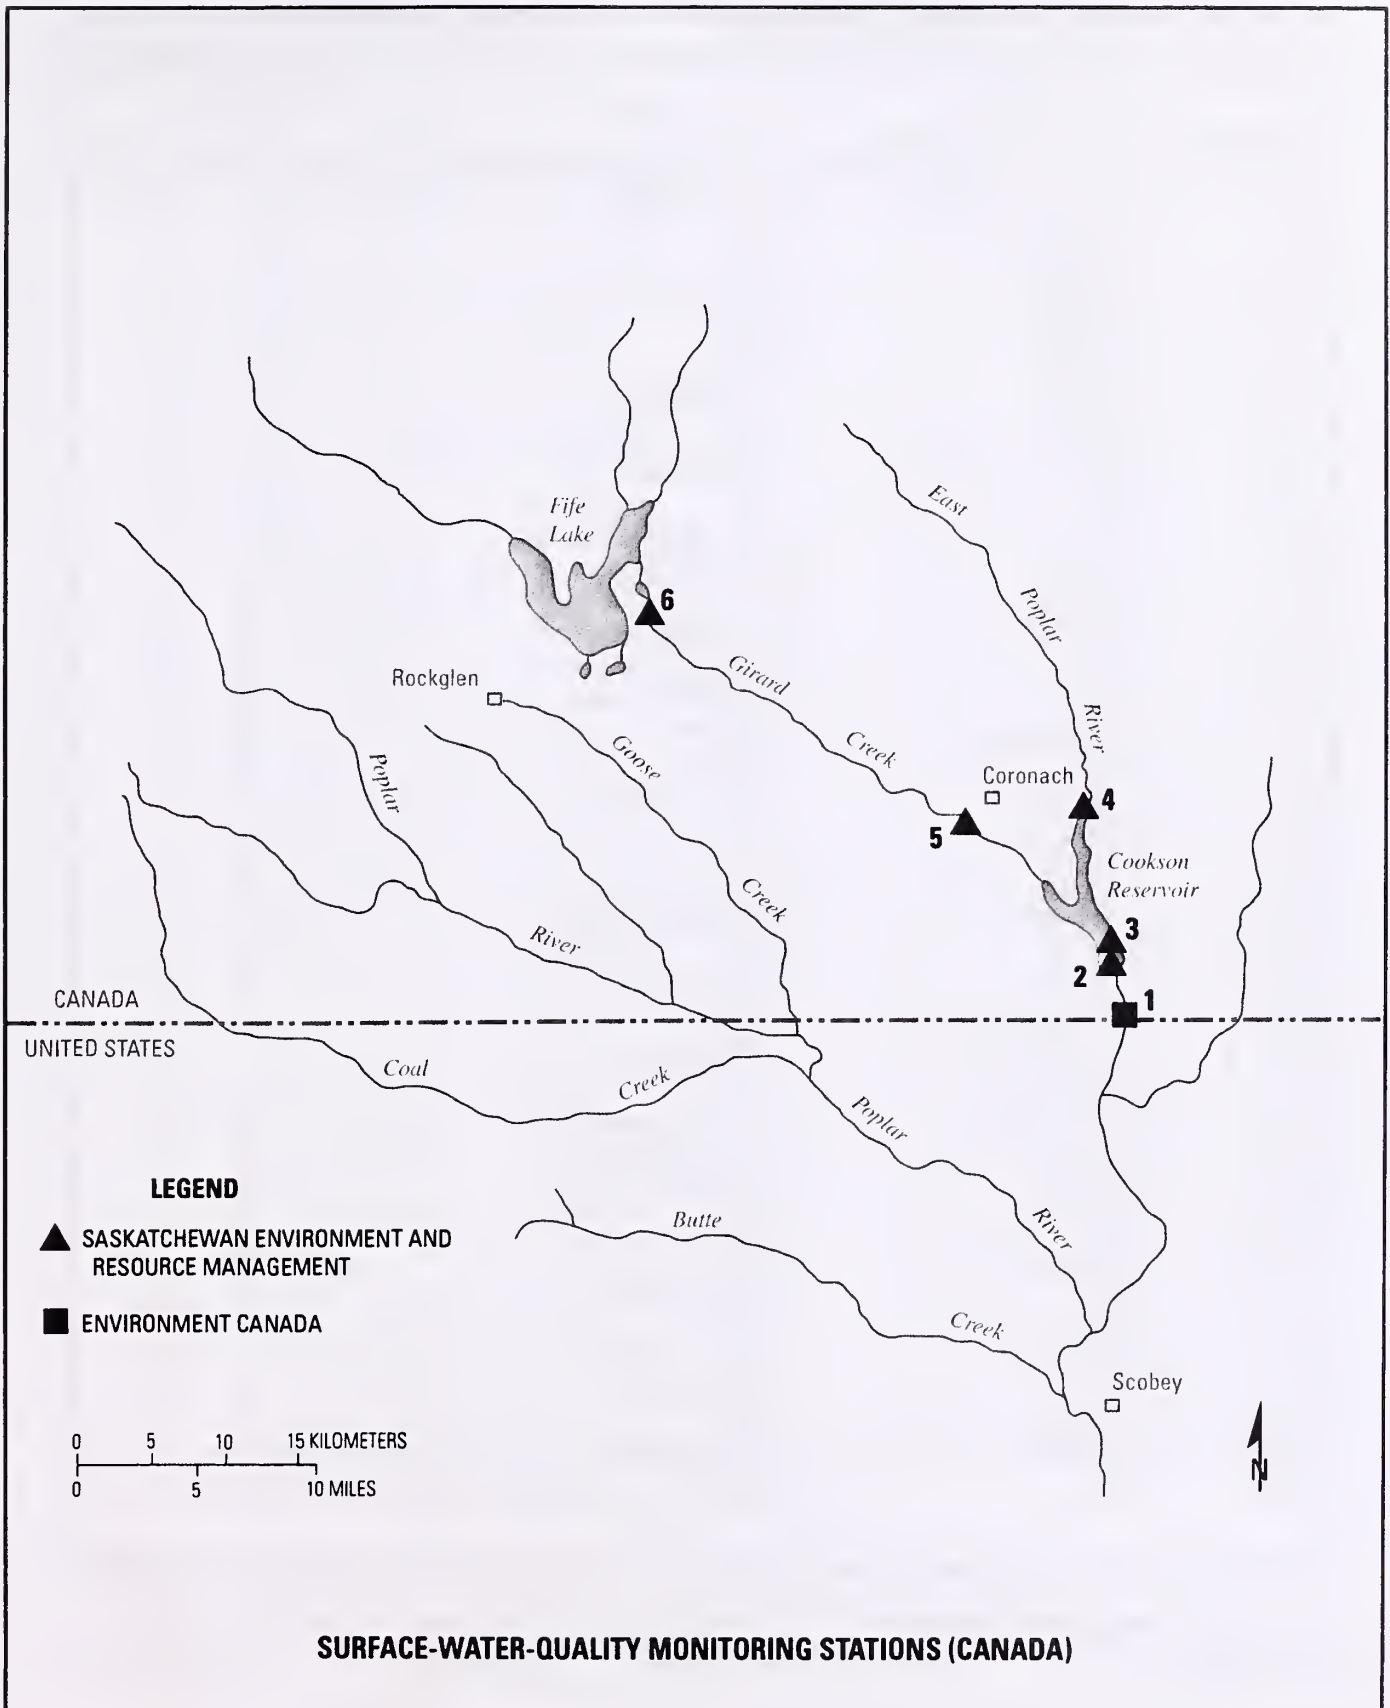 Fife
Lake
East
Poplar
River
6
Girard
Creek
Rockglen
Goose
Creek
Poplar
River
Coronach
4
5
Cookson
Reservoir
3
2
1
CANADA
UNITED STATES
Coal
Creek
Poplar
River
Butte
Creek
Scobey
LEGEND
SASKATCHEWAN ENVIRONMENT AND
RESOURCE MANAGEMENT
ENVIRONMENT CANADA
0 5 10 15 KILOMETERS
0 5 10 MILES
N
SURFACE-WATER-QUALITY MONITORING STATIONS (CANADA)